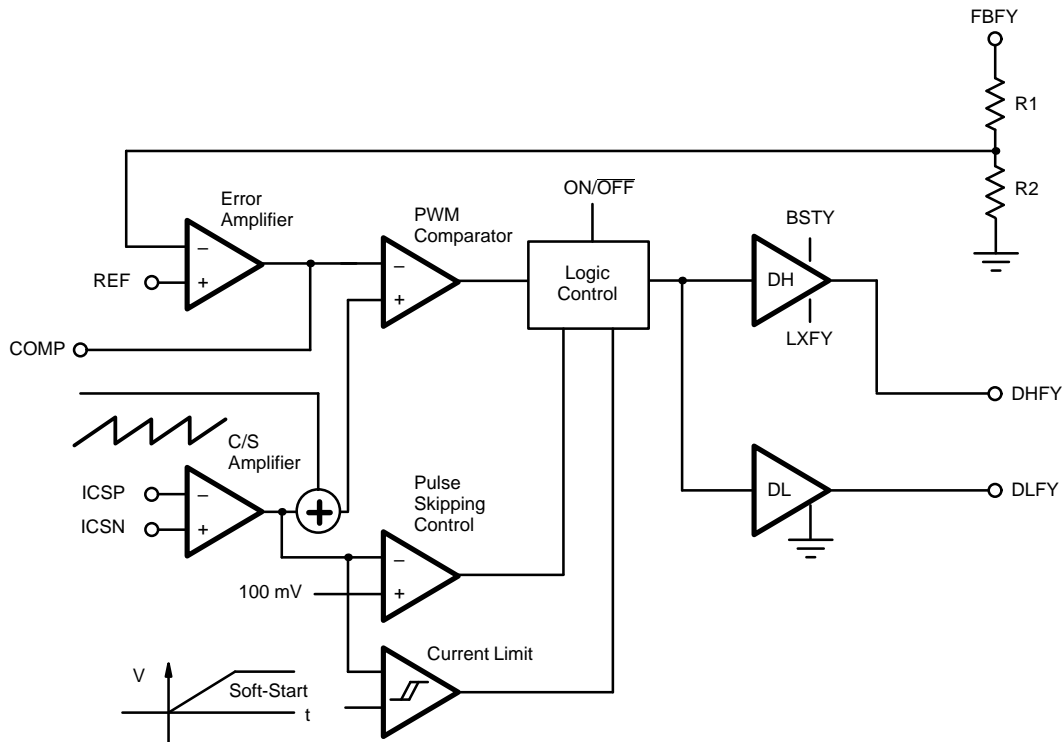 FBFY
R1
R2
ON/OFF
Error
Amplifier
PWM
Comparator
BSTY
–
+
REF
–
+
Logic
Control
DH
LXFY
COMP
DHFY
C/S
Amplifier
ICSP
–
ICSN
+
+
Pulse
Skipping
Control
DL
DLFY
–
100 mV
+
Current Limit
V
Soft-Start
t